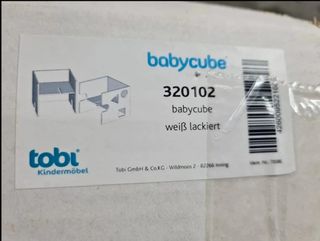 babycube®
320102
babycube
weiß lackiert
tobi®
Kindermöbel
Tobi GmbH & Co.KG - Wildmoos 2 - 82266 Inning